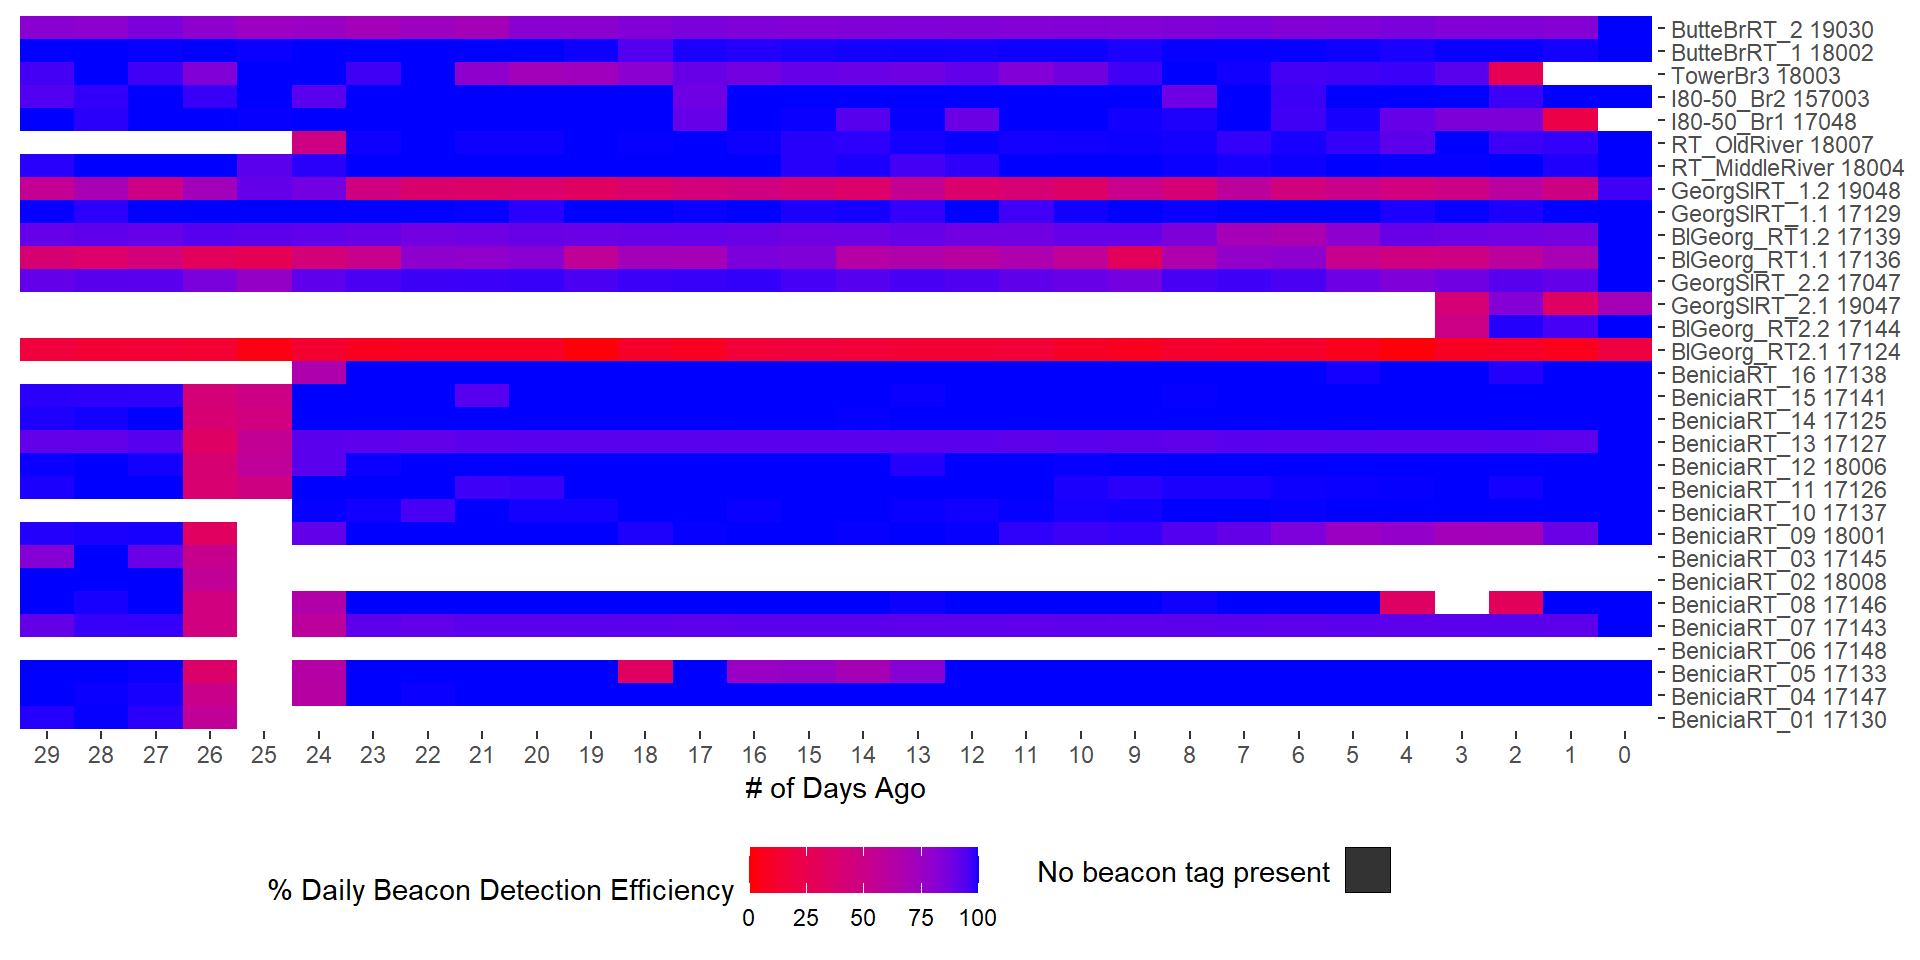 ButteBrRT_2 19030
ButteBrRT_1 18002
TowerBr3 18003
I80-50_Br2 157003
I80-50_Br1 17048
RT_OldRiver 18007
RT_MiddleRiver 18004
GeorgSlRT_1.2 19048
GeorgSlRT_1.1 17129
BlGeorg_RT1.2 17139
BlGeorg_RT1.1 17136
GeorgSlRT_2.2 17047
GeorgSlRT_2.1 19047
BlGeorg_RT2.2 17144
BlGeorg_RT2.1 17124
BeniciaRT_16 17138
BeniciaRT_15 17141
BeniciaRT_14 17125
BeniciaRT_13 17127
BeniciaRT_12 18006
BeniciaRT_11 17126
BeniciaRT_10 17137
BeniciaRT_09 18001
BeniciaRT_03 17145
BeniciaRT_02 18008
BeniciaRT_08 17146
BeniciaRT_07 17143
BeniciaRT_06 17148
BeniciaRT_05 17133
BeniciaRT_04 17147
BeniciaRT_01 17130
29 28 27 26 25 24 23 22 21 20 19 18 17 16 15 14 13 12 11 10 9 8 7 6 5 4 3 2 1 0
# of Days Ago
% Daily Beacon Detection Efficiency
0 25 50 75 100
No beacon tag present